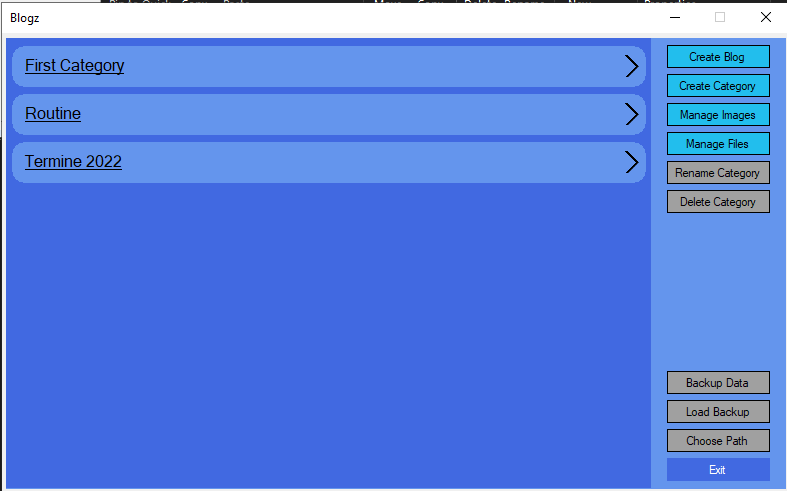 Blogz
First Category
Routine
Termine 2022
Create Blog
Create Category
Manage Images
Manage Files
Rename Category
Delete Category
Backup Data
Load Backup
Choose Path
Exit